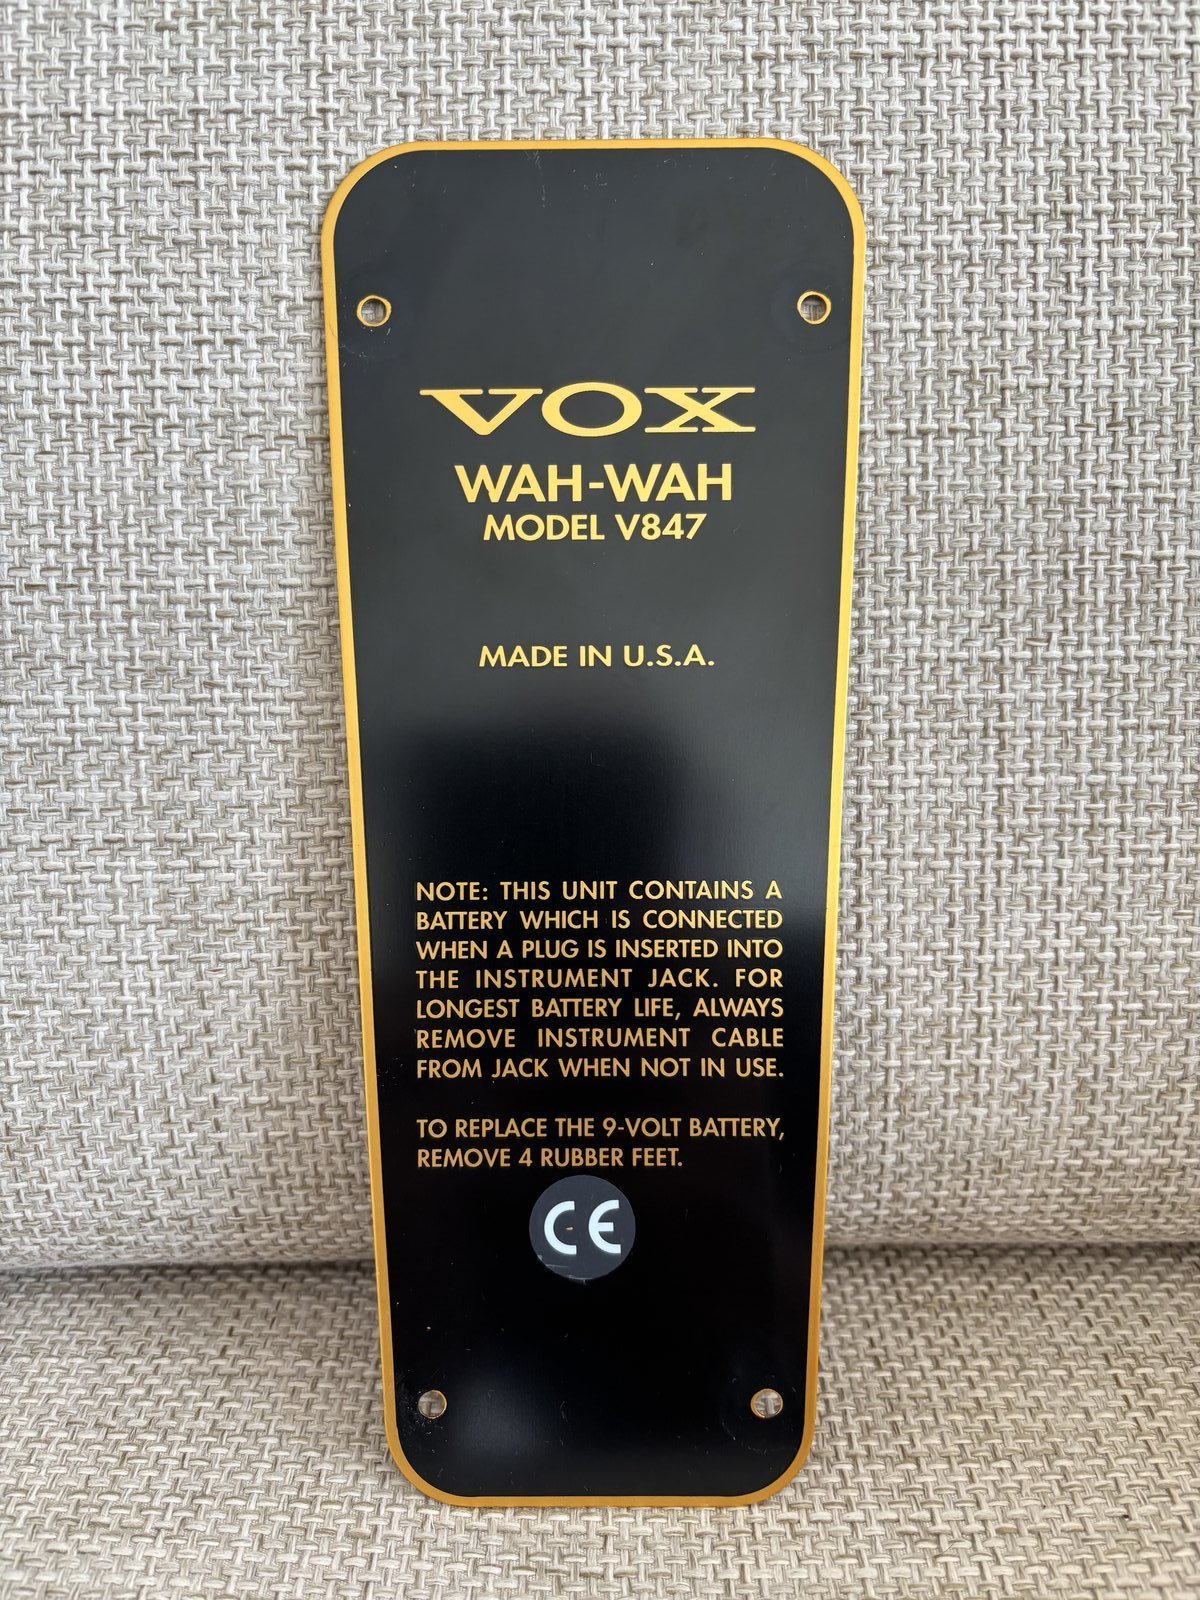 VOX
WAH-WAH
MODEL V847
MADE IN U.S.A.
NOTE: THIS UNIT CONTAINS A
BATTERY WHICH IS CONNECTED
WHEN A PLUG IS INSERTED INTO
THE INSTRUMENT JACK. FOR
LONGEST BATTERY LIFE, ALWAYS
REMOVE INSTRUMENT CABLE
FROM JACK WHEN NOT IN USE.
TO REPLACE THE 9-VOLT BATTERY,
REMOVE 4 RUBBER FEET.
CE